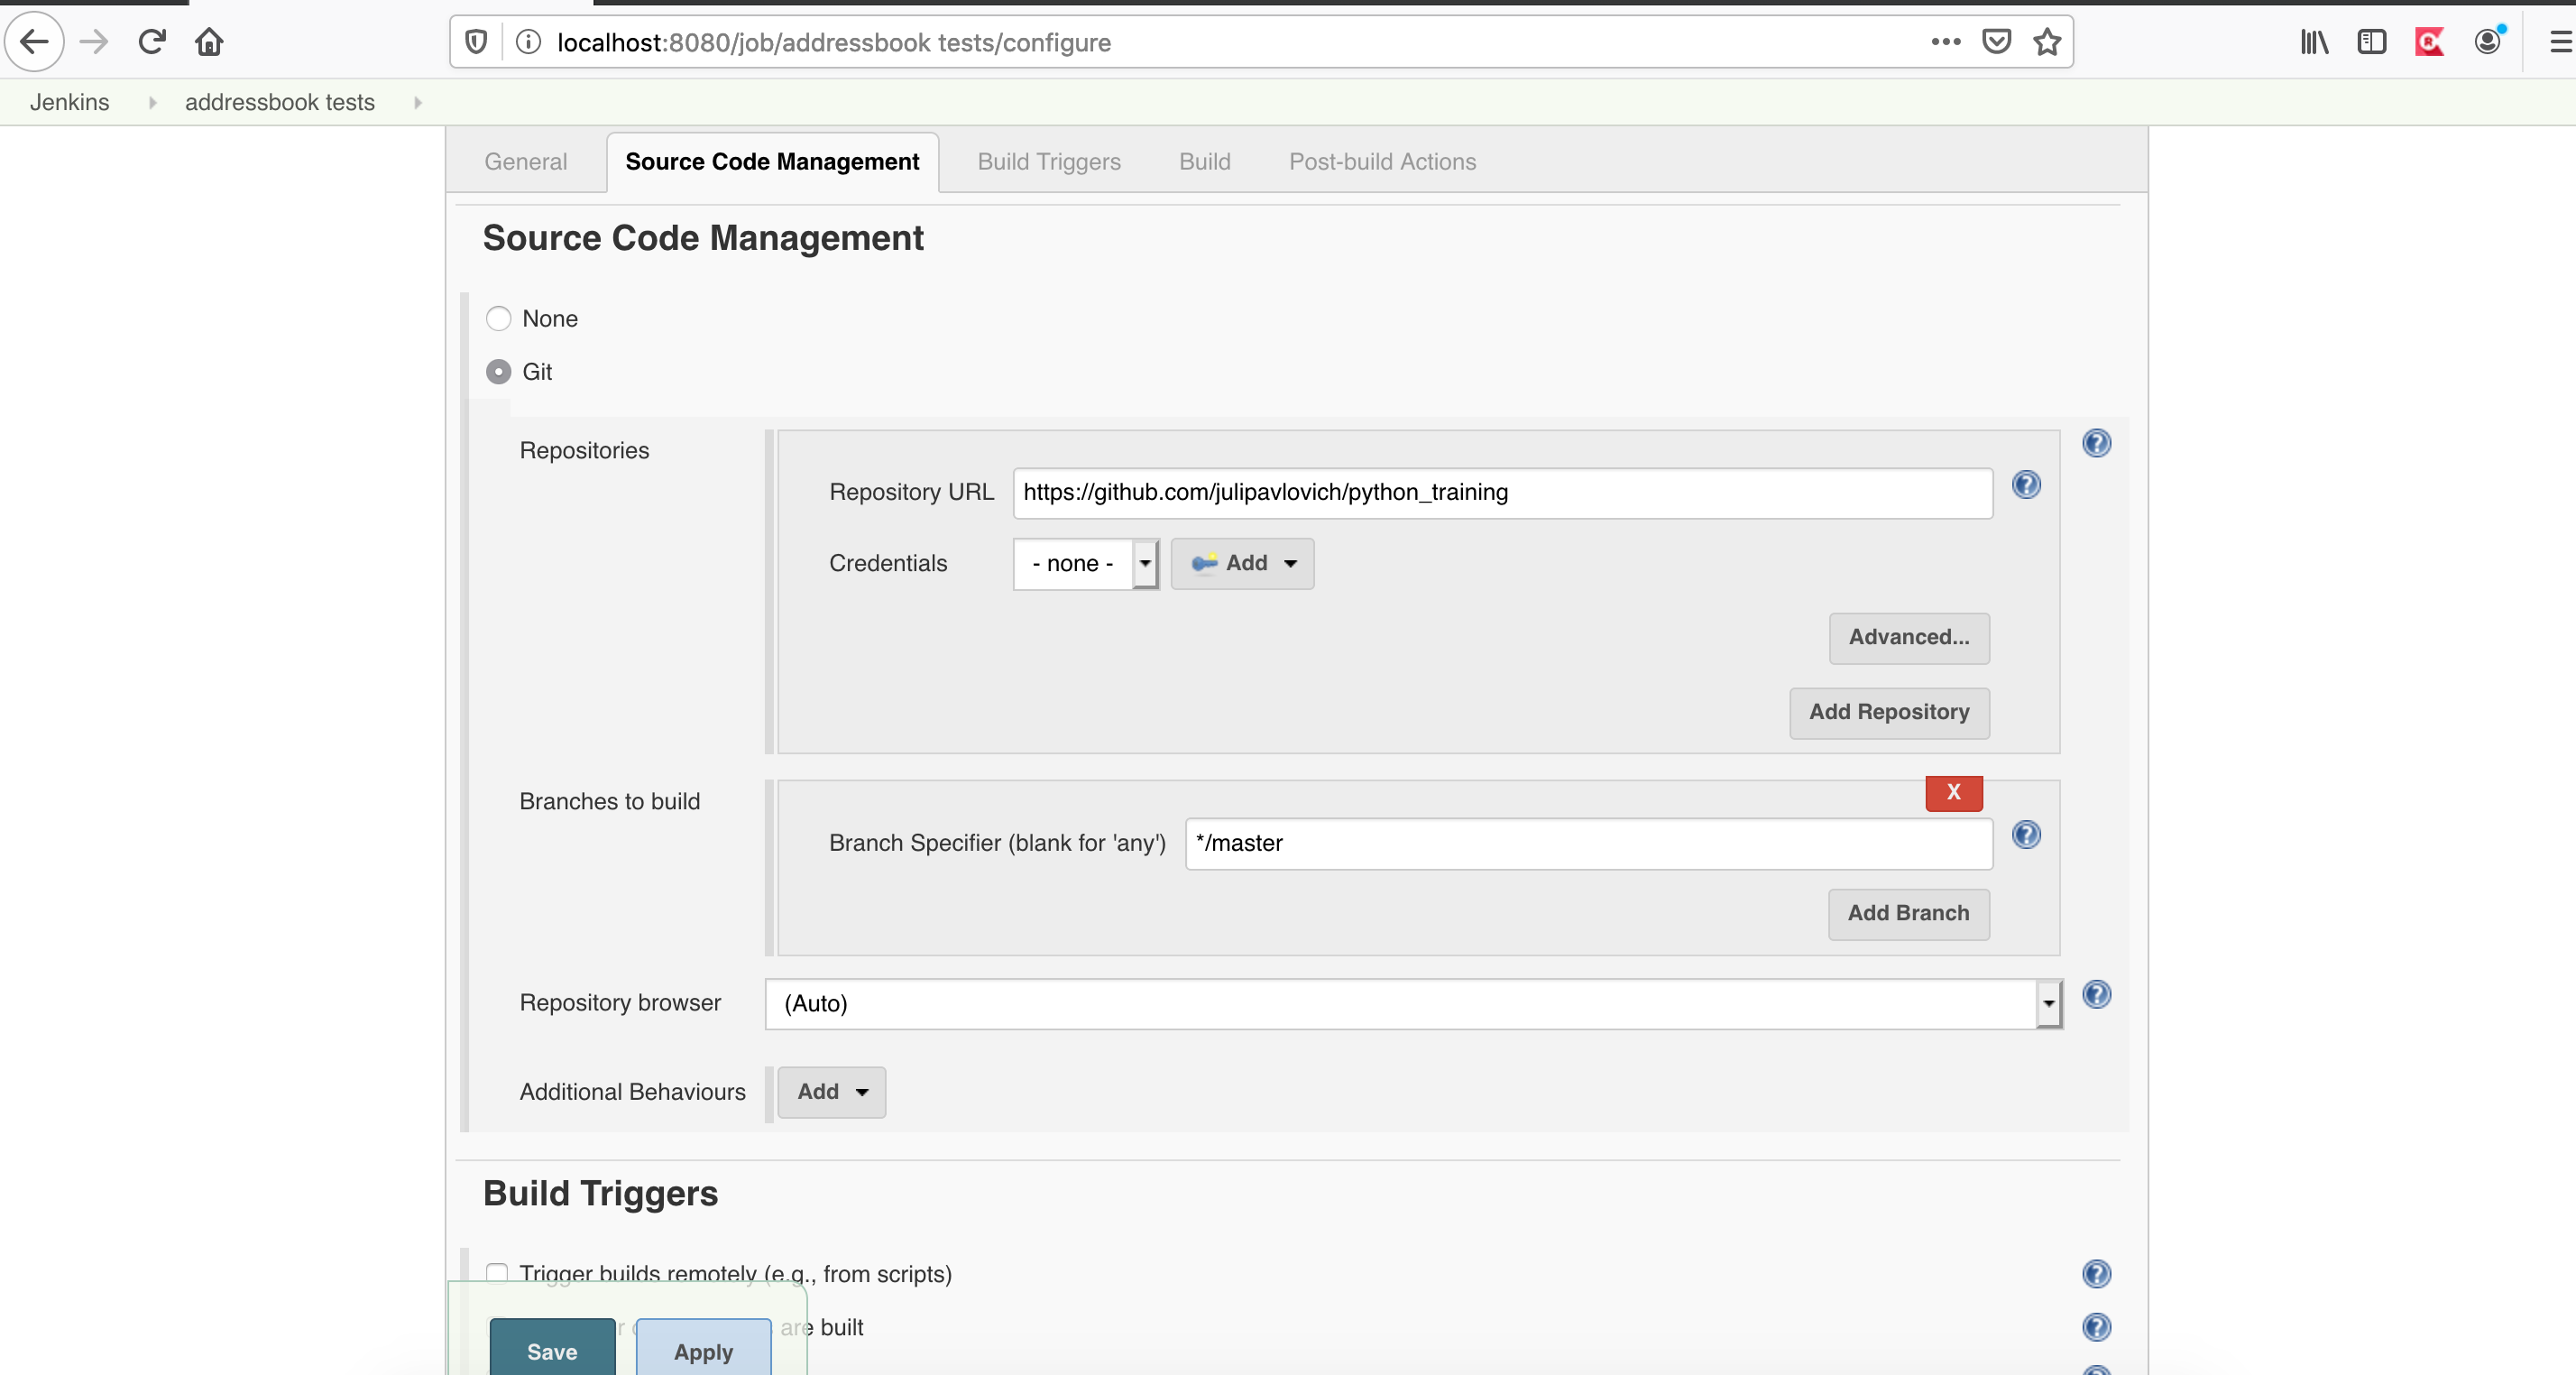 localhost:8080/job/addressbook tests/configure
Jenkins addressbook tests
General Source Code Management Build Triggers Build Post-build Actions
Source Code Management
None
Git
Repositories
Repository URL https://github.com/julipavlovich/python_training
Credentials - none - Add
Advanced...
Add Repository
Branches to build
X
Branch Specifier (blank for 'any') */master
Add Branch
Repository browser (Auto)
Additional Behaviours Add
Build Triggers
Trigger builds remotely (e.g., from scripts)
are built
Save Apply